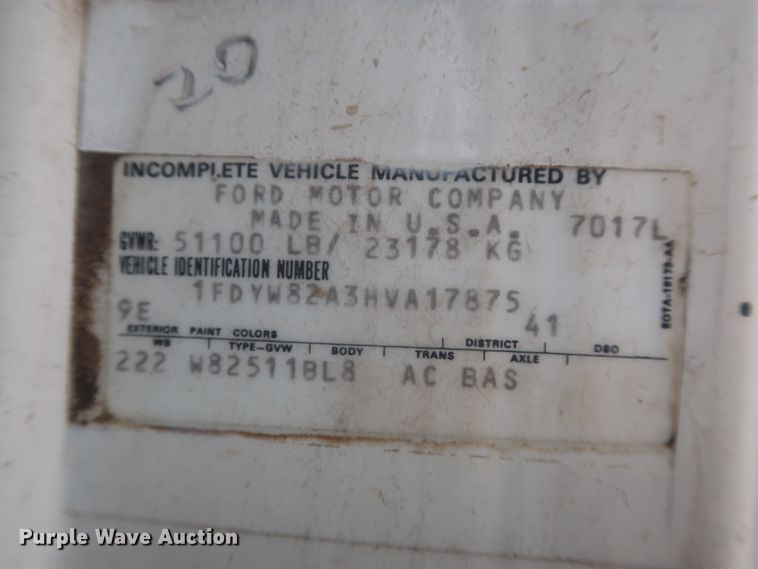 20
INCOMPLETE VEHICLE MANUFACTURED BY
FORD MOTOR COMPANY
MADE IN U.S.A. 7017L
GVWR: 51100 LB/ 23178 KG
VEHICLE IDENTIFICATION NUMBER
1FDYW82A3HVA17875
9E 41
EXTERIOR PAINT COLORS DISTRICT DSO
WB TYPE-GVW BODY TRANS AXLE
222 W82511BL8 AC BAS
Purple Wave Auction